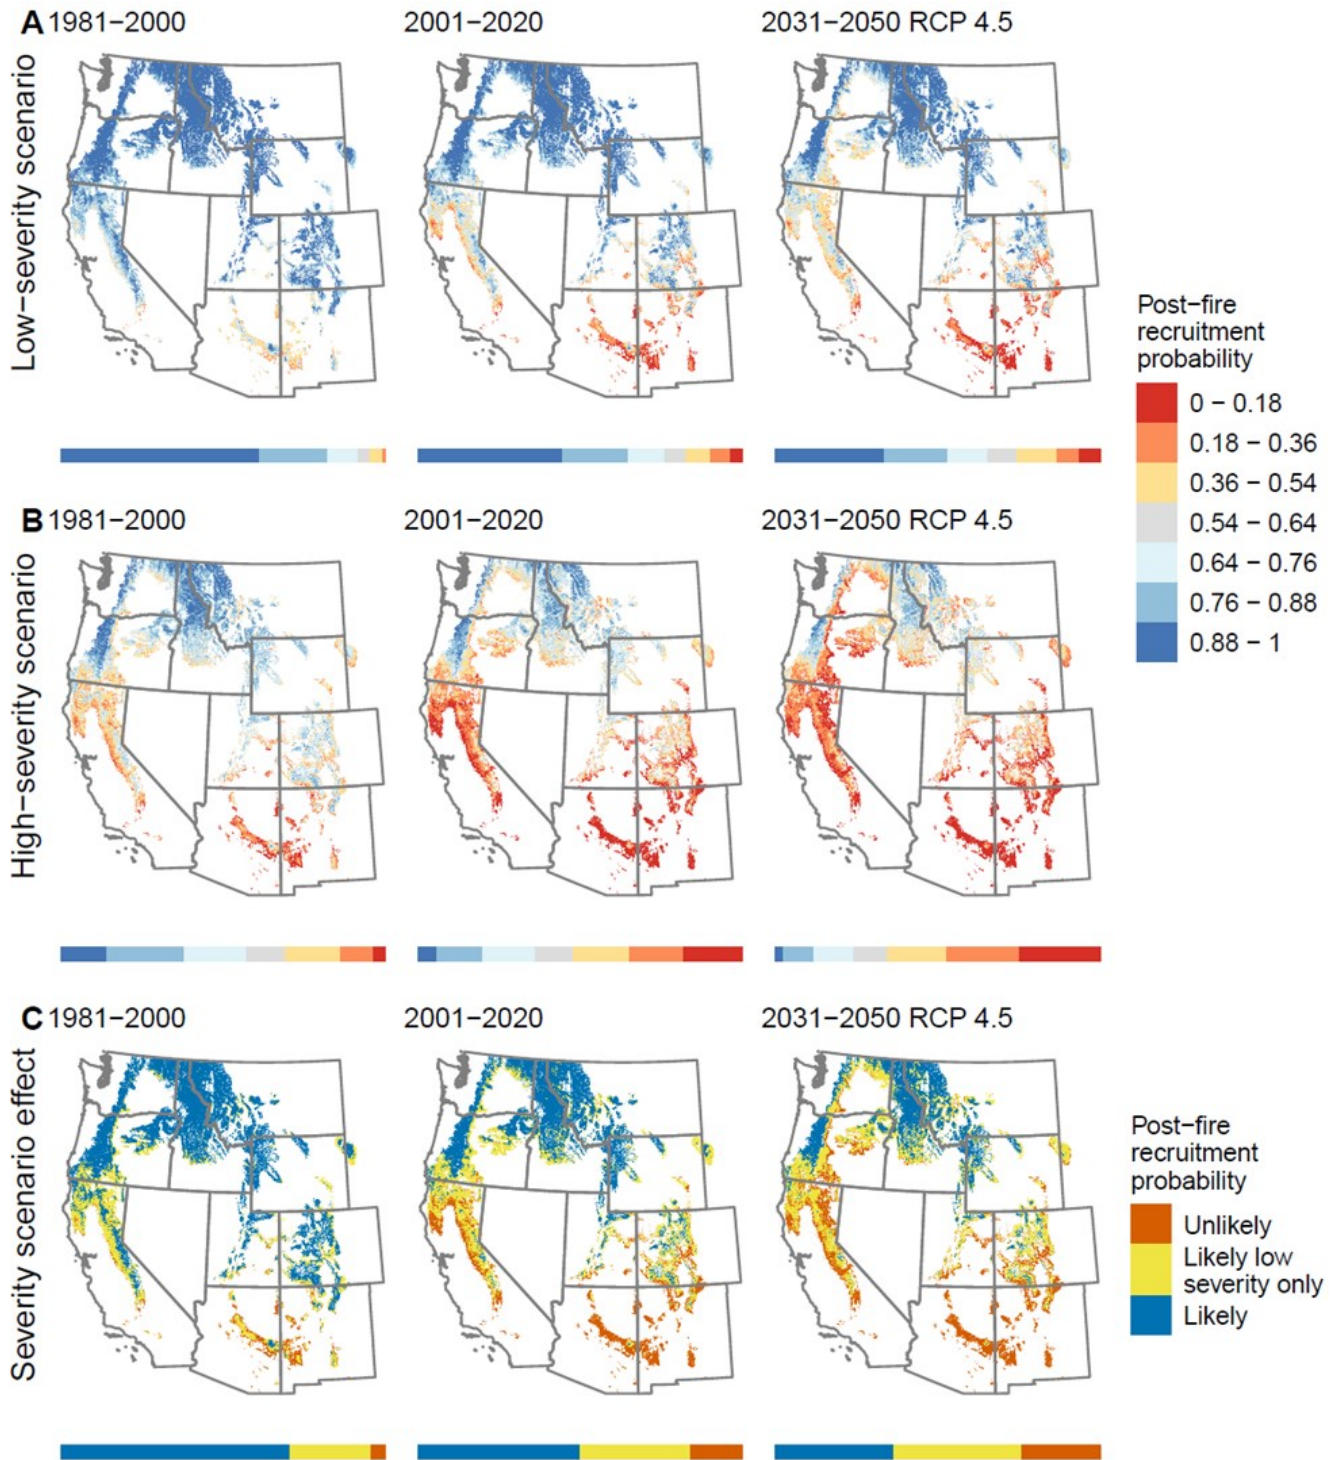 A 1981−2000
2001−2020
2031−2050 RCP 4.5
Low−severity scenario
Post−fire
recruitment
probability
0 − 0.18
0.18 − 0.36
0.36 − 0.54
0.54 − 0.64
0.64 − 0.76
0.76 − 0.88
0.88 − 1
B 1981−2000
2001−2020
2031−2050 RCP 4.5
High−severity scenario
C 1981−2000
2001−2020
2031−2050 RCP 4.5
Severity scenario effect
Post−fire
recruitment
probability
Unlikely
Likely low
severity only
Likely